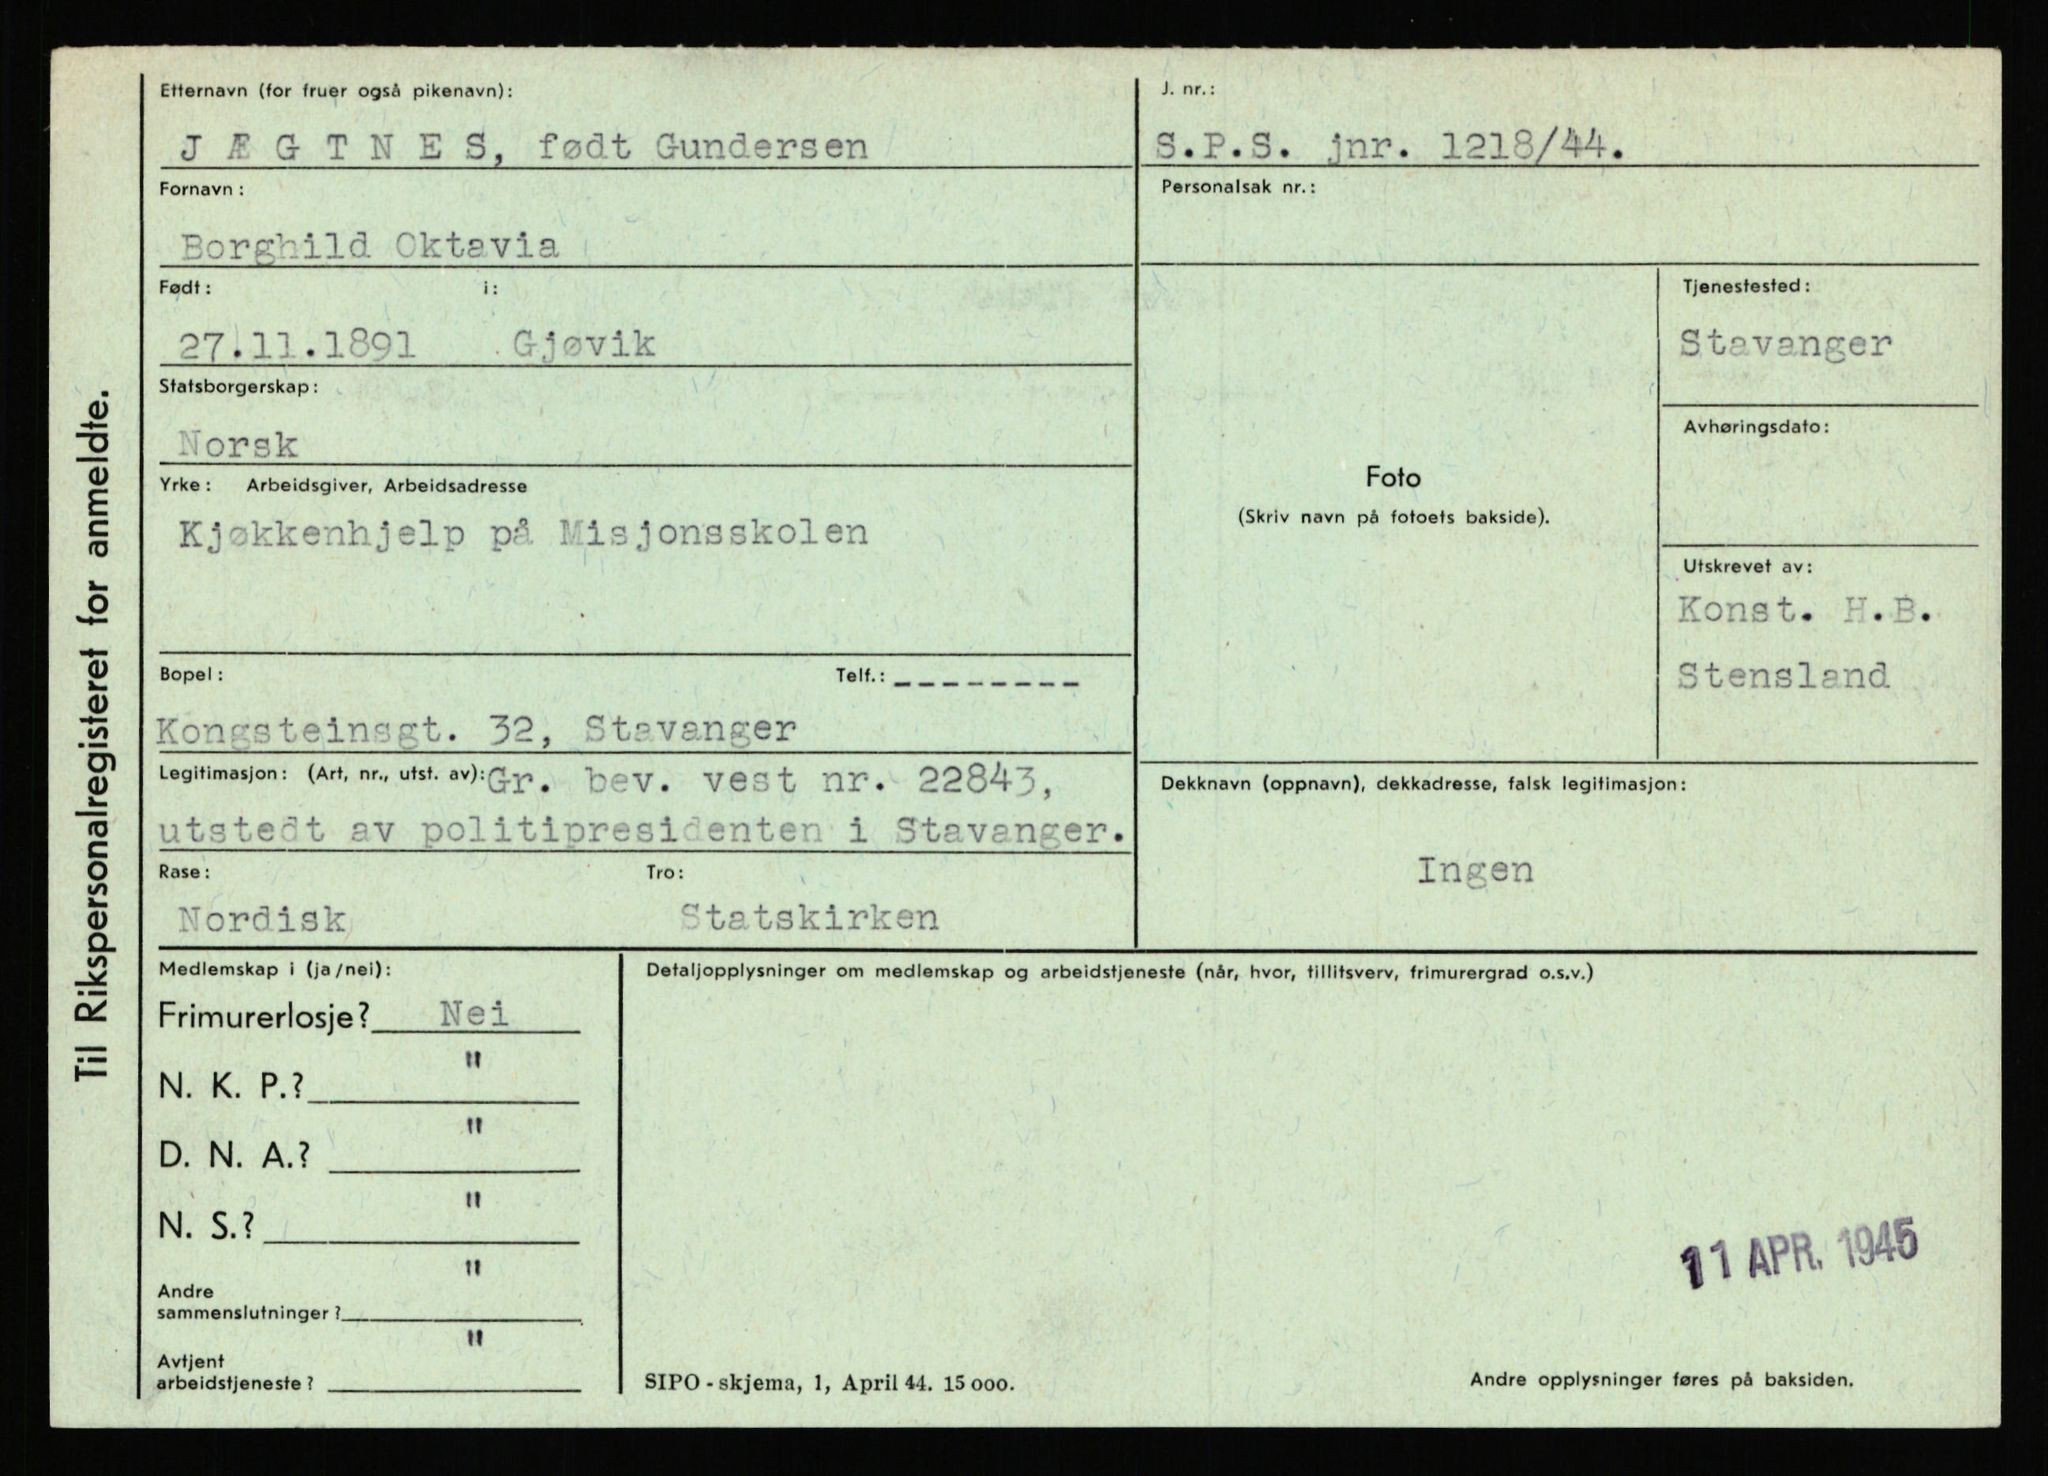 Til Rikspersonalregisteret for anmeldte.
Etternavn (for fruer også pikenavn):
J Æ G T N E S, født Gundersen
Fornavn:
Borghild Oktavia
Født: i:
27.11.1891 Gjøvik
Statsborgerskap:
Norsk
Yrke: Arbeidsgiver, Arbeidsadresse
Kjøkkenhjelp på Misjonsskolen
Bopel: Telf.: --------
Kongsteinsgt. 32, Stavanger
Legitimasjon: (Art, nr., utst. av): Gr. bev. vest nr. 22843,
utstedt av politipresidenten i Stavanger.
Rase: Tro:
Nordisk Statskirken
J. nr.:
S.P.S. jnr. 1218/44.
Personalsak nr.:
Foto
(Skriv navn på fotoets bakside).
Tjenestested:
Stavanger
Avhøringsdato:
Utskrevet av:
Konst. H.B.
Stensland
Dekknavn (oppnavn), dekkadresse, falsk legitimasjon:
Ingen
Medlemskap i (ja/nei):
Frimurerlosje? Nei
N. K. P.? "
D. N. A.? "
N. S.? "
Andre
sammenslutninger? "
Avtjent
arbeidstjeneste? "
Detaljopplysninger om medlemskap og arbeidstjeneste (når, hvor, tillitsverv, frimurergrad o.s.v.)
11 APR. 1945
SIPO - skjema, 1, April 44. 15 000.
Andre opplysninger føres på baksiden.